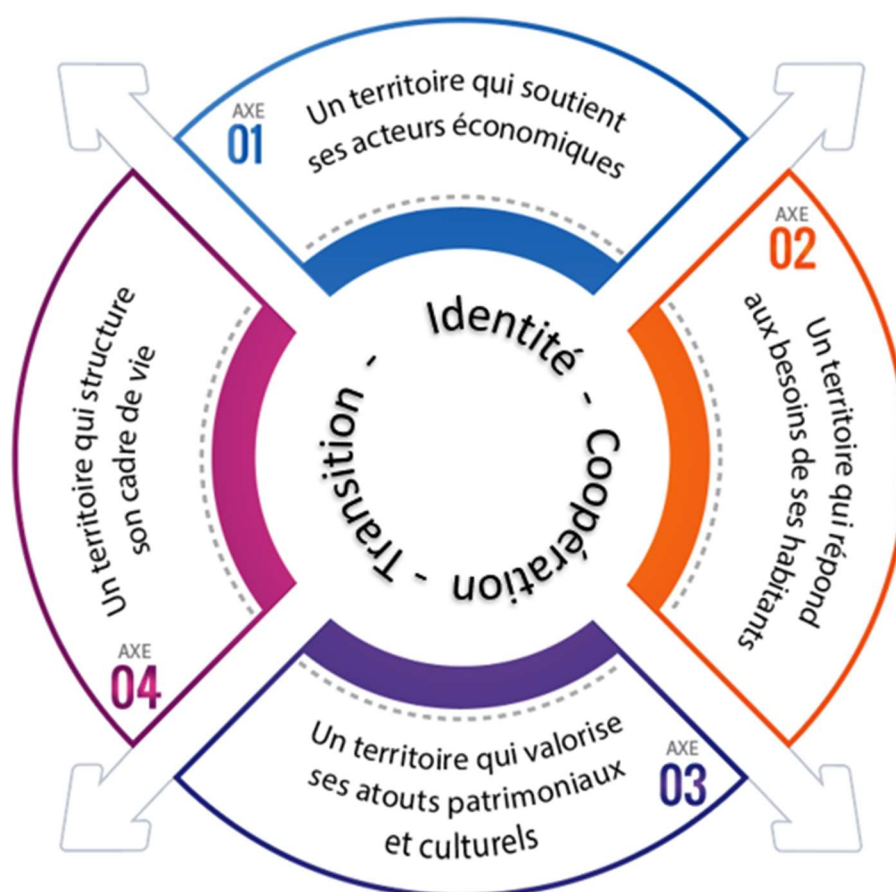 AXE
01
Un territoire qui soutient
ses acteurs économiques
AXE
02
Un territoire qui répond
aux besoins de ses habitants
AXE
03
Un territoire qui valorise
ses atouts patrimoniaux
et culturels
AXE
04
Un territoire qui structure
son cadre de vie
Identité - Coopération - Transition -